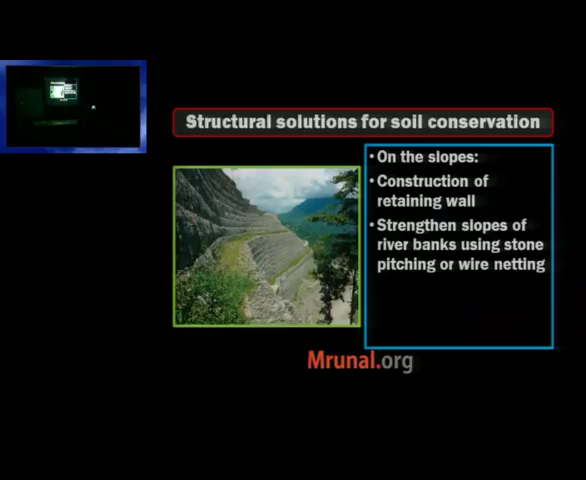 Structural solutions for soil conservation
• On the slopes:
• Construction of
retaining wall
• Strengthen slopes of
river banks using stone
pitching or wire netting
Mrunal.org